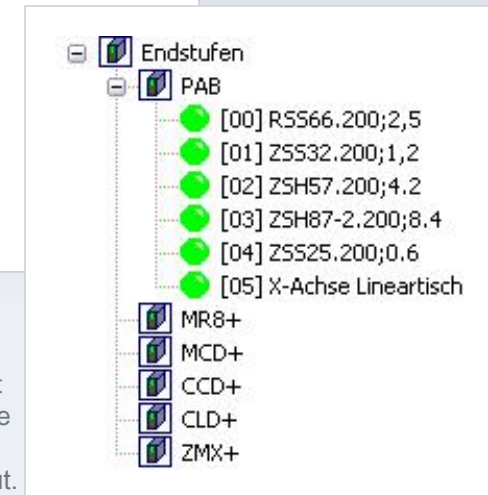 Endstufen
PAB
[00] RSS66.200;2,5
[01] ZSS32.200;1,2
[02] ZSH57.200;4.2
[03] ZSH87-2.200;8.4
[04] ZSS25.200;0.6
[05] X-Achse Lineartisch
MR8+
MCD+
CCD+
CLD+
ZMX+